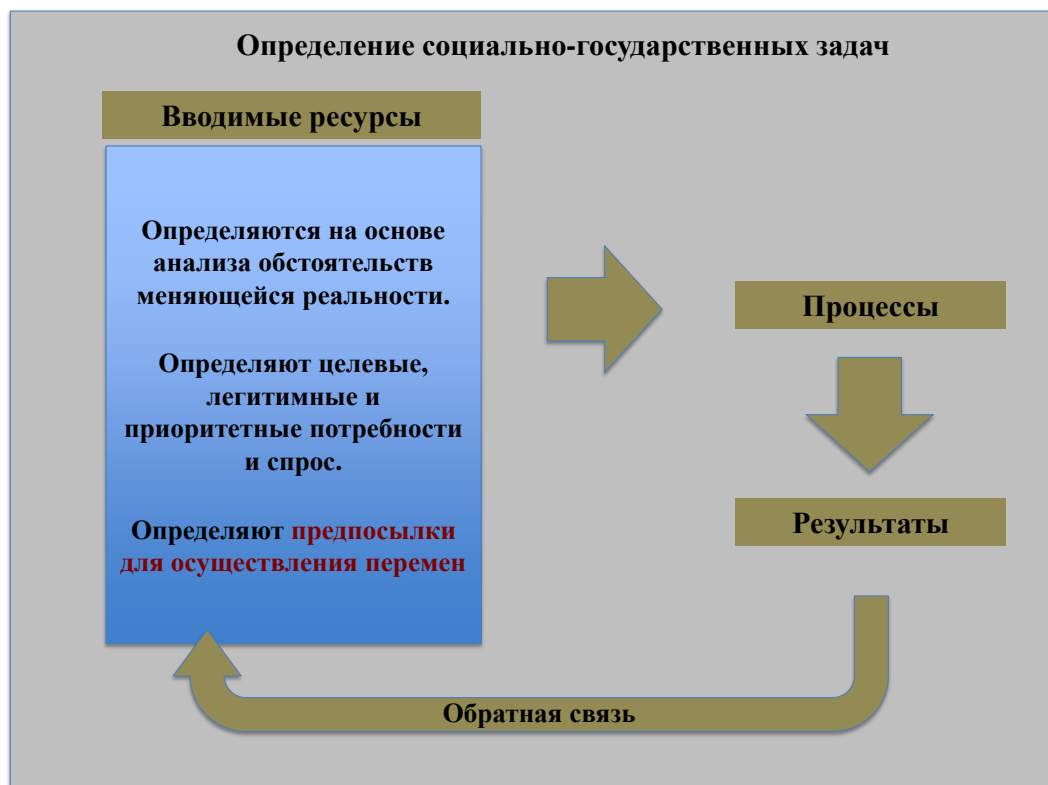 Определение социально-государственных задач
Вводимые ресурсы
Определяются на основе
анализа обстоятельств
меняющейся реальности.
Определяют целевые,
легитимные и
приоритетные потребности
и спрос.
Определяют предпосылки
для осуществления перемен
Процессы
Результаты
Обратная связь